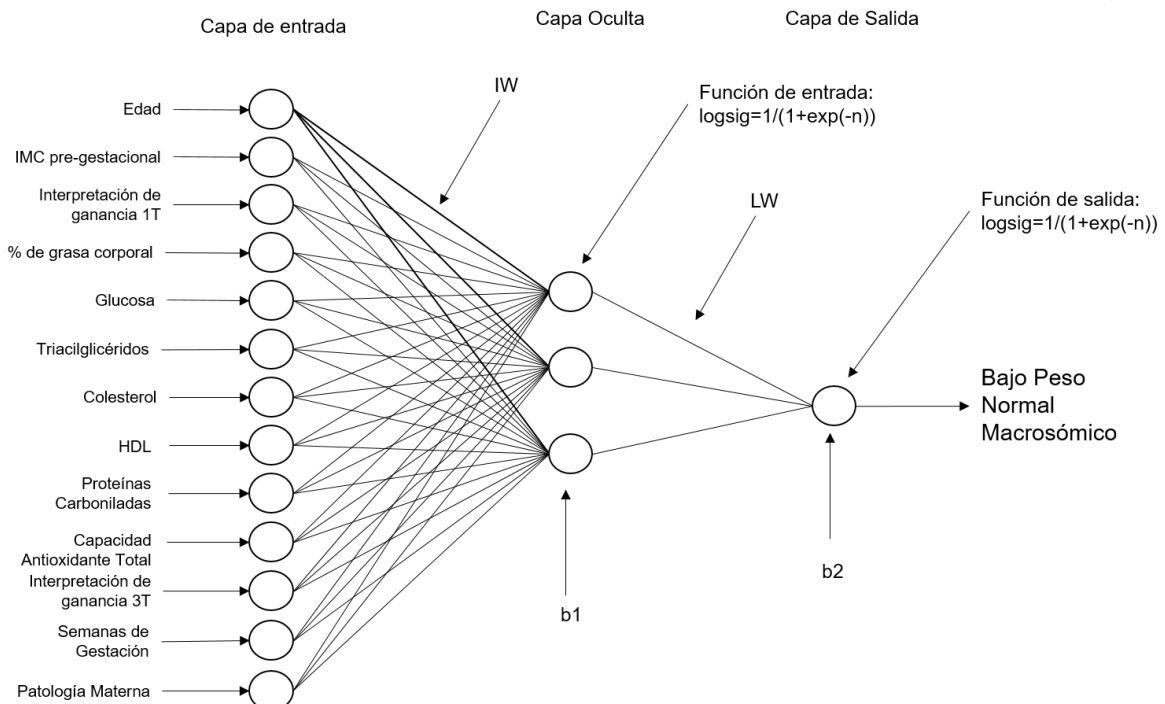 Capa de entrada
Capa Oculta
Capa de Salida
IW
Función de entrada:
logsig=1/(1+exp(-n))
LW
Función de salida:
logsig=1/(1+exp(-n))
Edad
IMC pre-gestacional
Interpretación de
ganancia 1T
% de grasa corporal
Glucosa
Triacilglicéridos
Colesterol
HDL
Proteínas
Carboniladas
Capacidad
Antioxidante Total
Interpretación de
ganancia 3T
Semanas de
Gestación
Patología Materna
b1
b2
Bajo Peso
Normal
Macrosómico